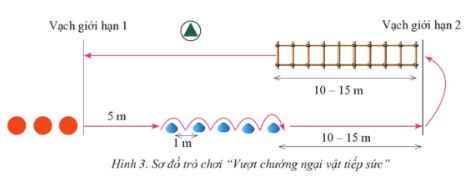 Vạch giới hạn 1
Vạch giới hạn 2
10 – 15 m
5 m
1 m
10 – 15 m
Hình 3. Sơ đồ trò chơi “Vượt chướng ngại vật tiếp sức”